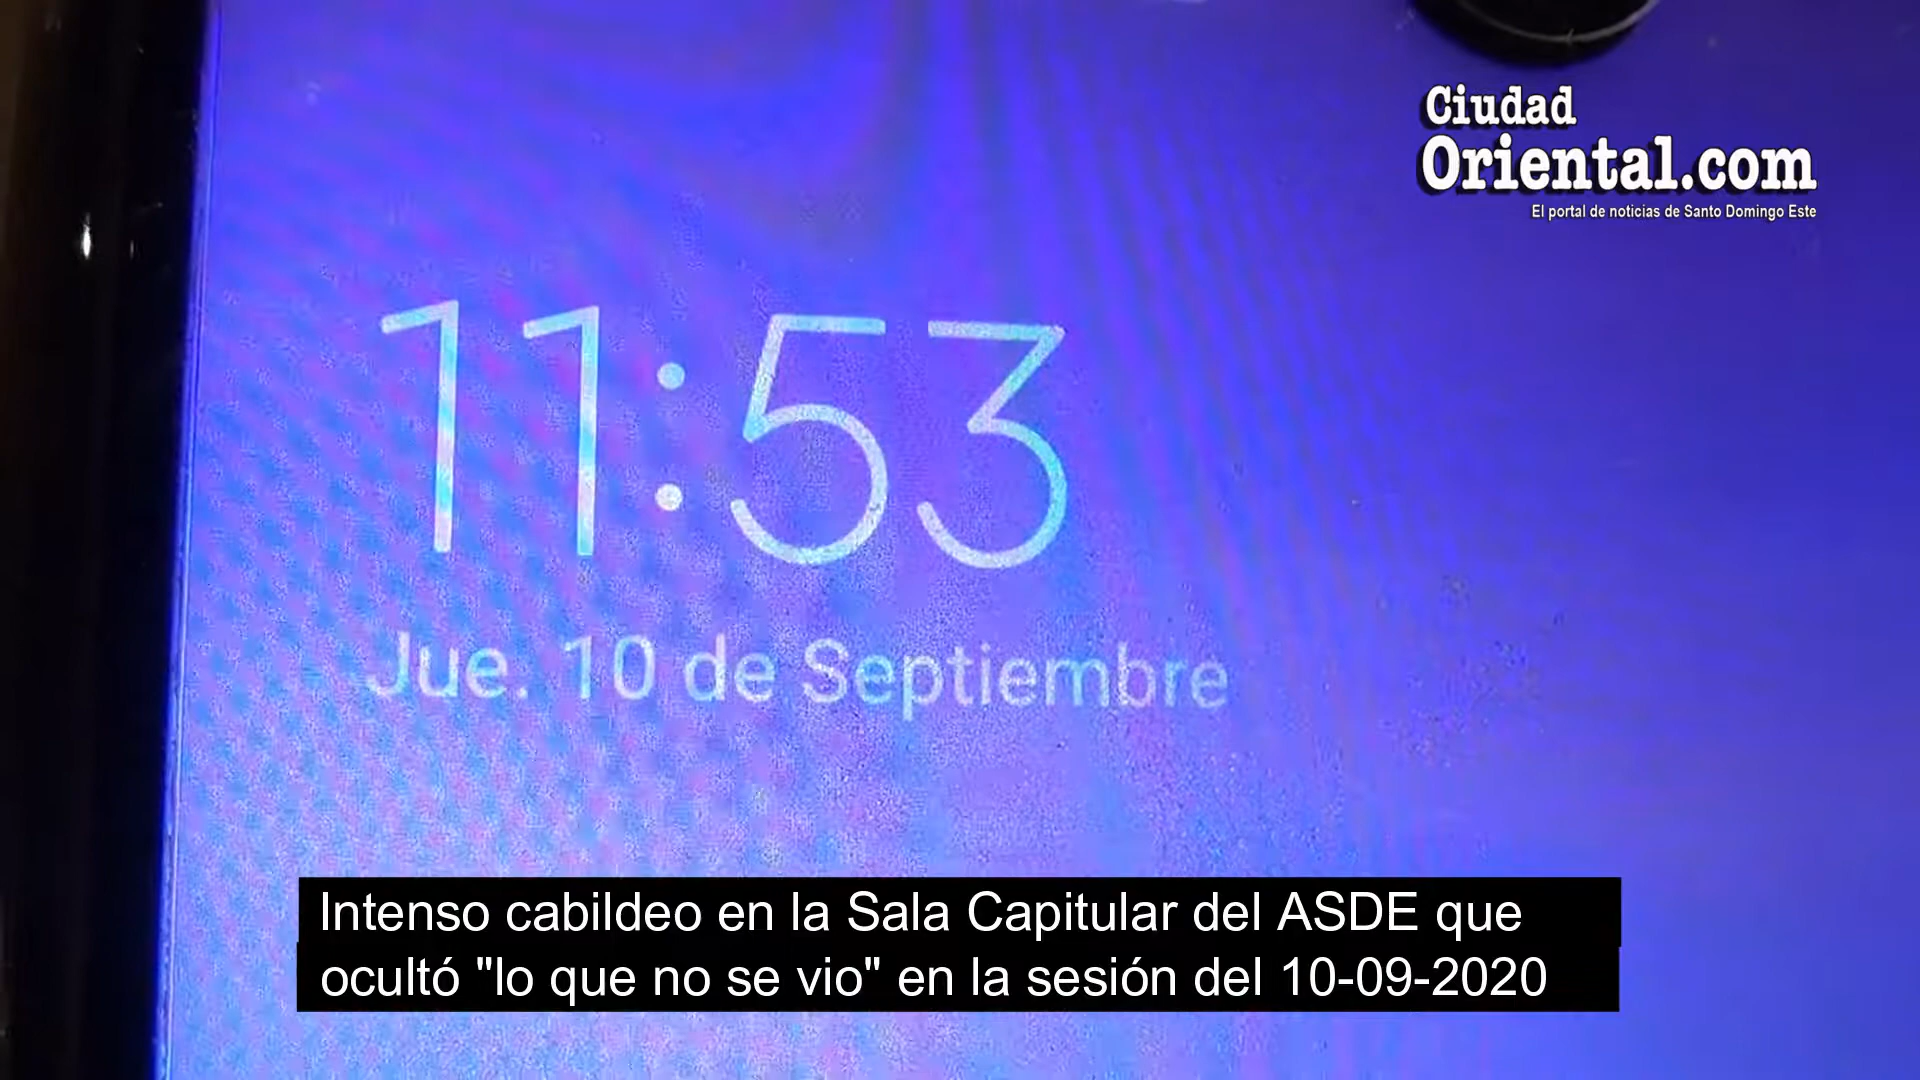 Ciudad
Oriental.com
El portal de noticias de Santo Domingo Este
11:53
Jue. 10 de Septiembre
Intenso cabildeo en la Sala Capitular del ASDE que
ocultó "lo que no se vio" en la sesión del 10-09-2020